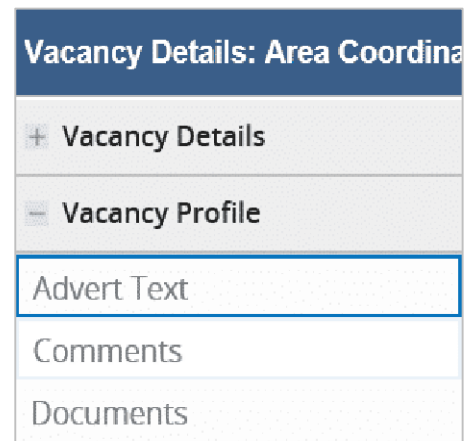 Vacancy Details: Area Coordina
+ Vacancy Details
- Vacancy Profile
Advert Text
Comments
Documents